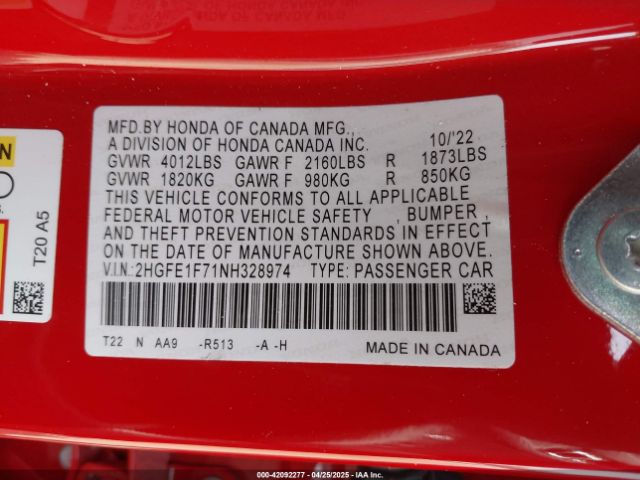 MFD.BY HONDA OF CANADA MFG.,
A DIVISION OF HONDA CANADA INC. 10/'22
GVWR 4012LBS GAWR F 2160LBS R 1873LBS
GVWR 1820KG GAWR F 980KG R 850KG
THIS VEHICLE CONFORMS TO ALL APPLICABLE
FEDERAL MOTOR VEHICLE SAFETY , BUMPER ,
AND THEFT PREVENTION STANDARDS IN EFFECT
ON THE DATE OF MANUFACTURE SHOWN ABOVE.
V.I.N.:2HGFE1F71NH328974 TYPE: PASSENGER CAR
T22 N AA9 -R513 -A -H
MADE IN CANADA
T20 A5
000-42092277 - 04/25/2025 - IAA Inc.